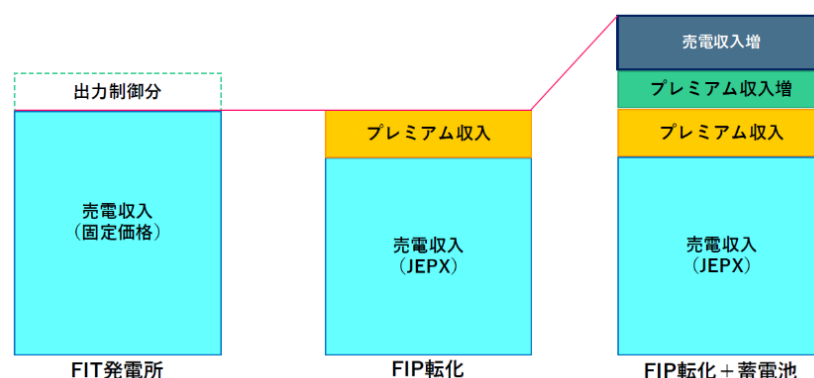 出力制御分
売電収入
（固定価格）
FIT発電所
プレミアム収入
売電収入
（JEPX）
FIP転化
売電収入増
プレミアム収入増
プレミアム収入
売電収入
（JEPX）
FIP転化＋蓄電池